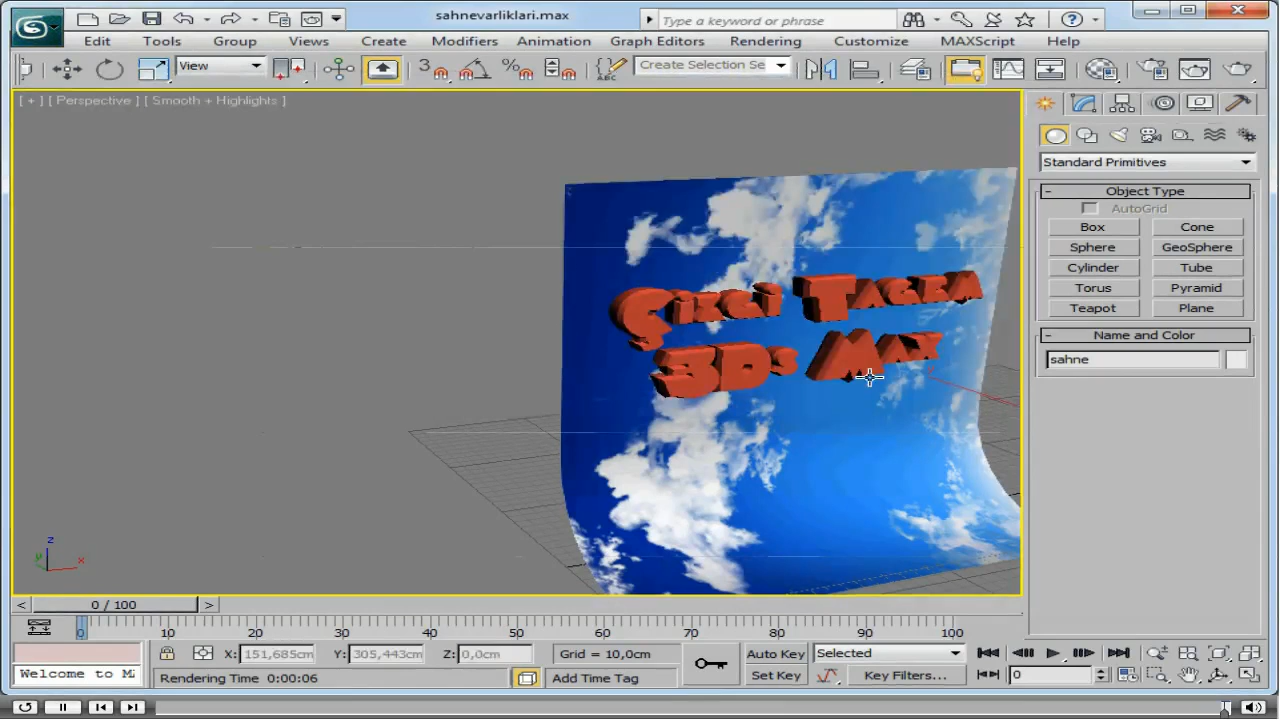 sahnevarliklari.max
Type a keyword or phrase
Edit Tools Group Views Create Modifiers Animation Graph Editors Rendering Customize MAXScript Help
View
3
%
ABC
Create Selection Se
[ + ] [ Perspective ] [ Smooth + Highlights ]
Standard Primitives
- Object Type
AutoGrid
Box Cone
Sphere GeoSphere
Cylinder Tube
Torus Pyramid
Teapot Plane
- Name and Color
sahne
Çizgi Tagem
3Ds Max
z
y
x
< 0 / 100 >
0 10 20 30 40 50 60 70 80 90 100
X: 151,685cm Y: 305,443cm Z: 0,0cm Grid = 10,0cm Auto Key Selected
Welcome to Ma Rendering Time 0:00:06 Add Time Tag Set Key Key Filters... 0